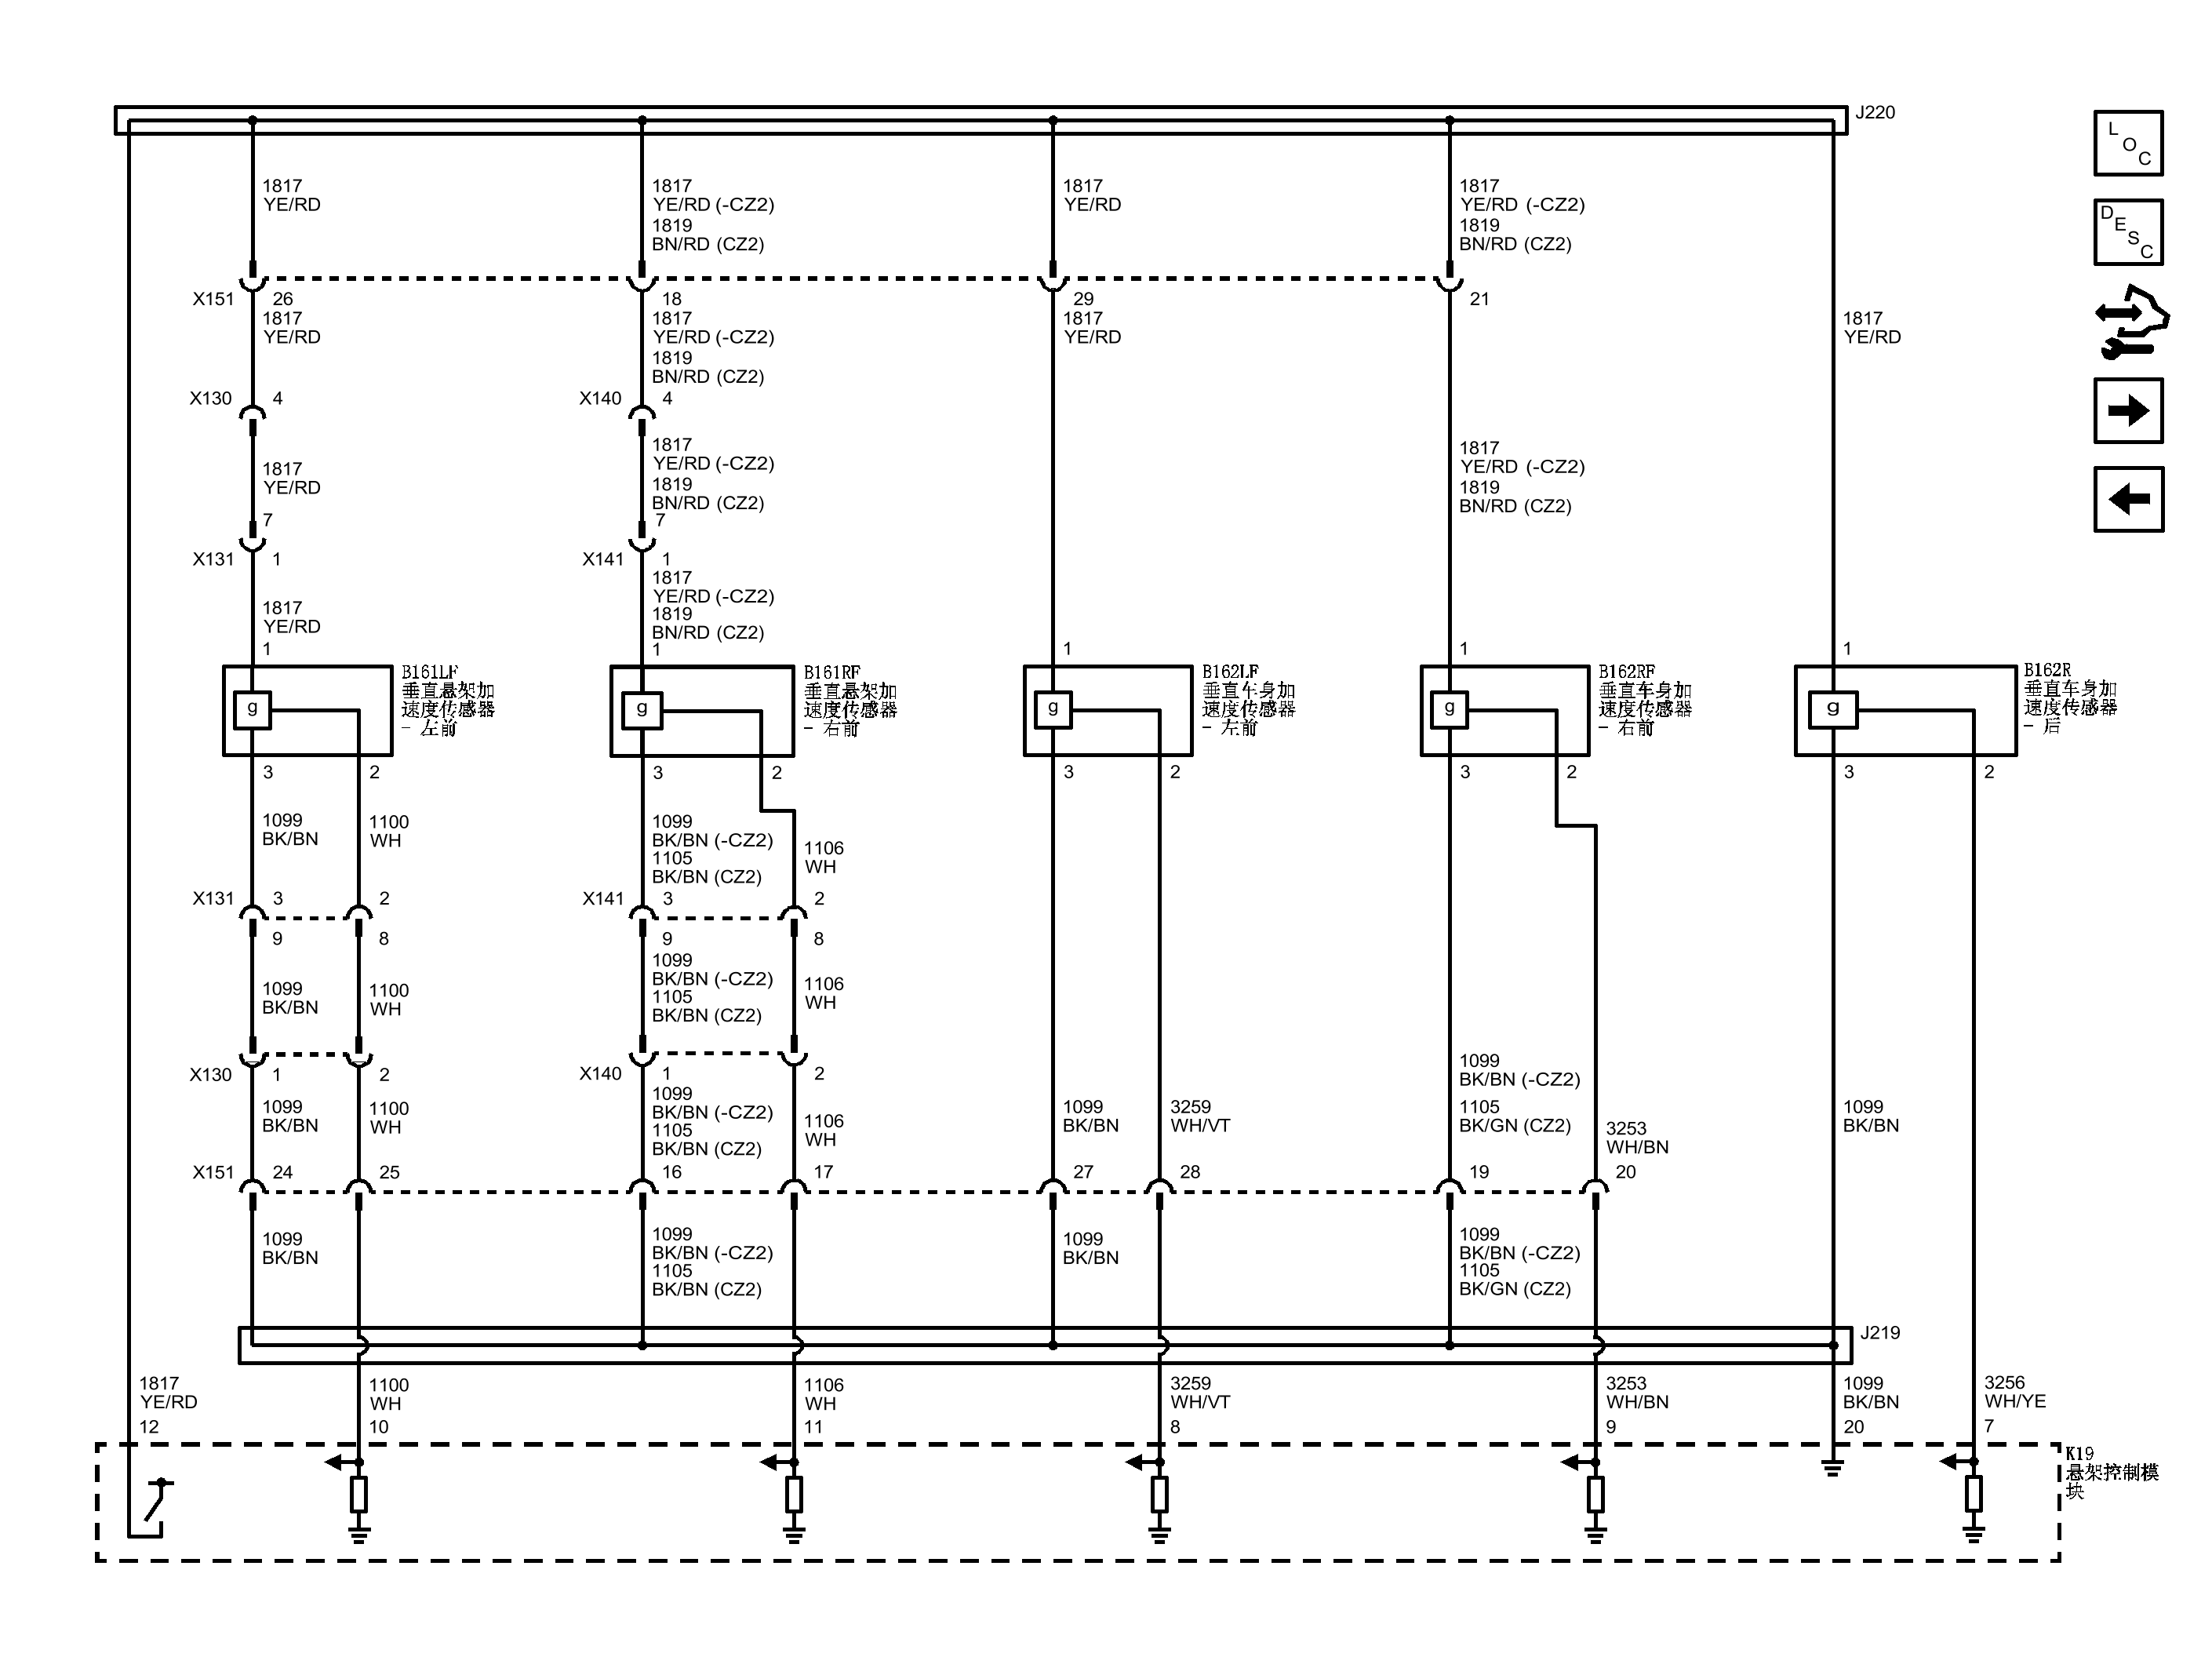 J220
L
O
C
D
E
S
C
1817
YE/RD
1817
YE/RD (-CZ2)
1819
BN/RD (CZ2)
1817
YE/RD
1817
YE/RD (-CZ2)
1819
BN/RD (CZ2)
X151
26
18
29
21
1817
YE/RD
1817
YE/RD (-CZ2)
1819
BN/RD (CZ2)
1817
YE/RD
1817
YE/RD
X130
4
X140
4
1817
YE/RD
1817
YE/RD (-CZ2)
1819
BN/RD (CZ2)
1817
YE/RD (-CZ2)
1819
BN/RD (CZ2)
7
7
X131
1
X141
1
1817
YE/RD
1817
YE/RD (-CZ2)
1819
BN/RD (CZ2)
1
1
1
1
1
g
B161LF
垂直悬架加
速度传感器
- 左前
g
B161RF
垂直悬架加
速度传感器
- 右前
g
B162LF
垂直车身加
速度传感器
- 左前
g
B162RF
垂直车身加
速度传感器
- 右前
g
B162R
垂直车身加
速度传感器
- 后
3
2
3
2
3
2
3
2
3
2
1099
BK/BN
1100
WH
1099
BK/BN (-CZ2)
1105
BK/BN (CZ2)
1106
WH
X131
3
2
X141
3
2
9
8
9
8
1099
BK/BN
1100
WH
1099
BK/BN (-CZ2)
1105
BK/BN (CZ2)
1106
WH
X130
1
2
X140
1
2
1099
BK/BN
1100
WH
1099
BK/BN (-CZ2)
1105
BK/BN (CZ2)
1106
WH
1099
BK/BN
3259
WH/VT
1099
BK/BN (-CZ2)
1105
BK/GN (CZ2)
3253
WH/BN
1099
BK/BN
X151
24
25
16
17
27
28
19
20
1099
BK/BN
1099
BK/BN (-CZ2)
1105
BK/BN (CZ2)
1099
BK/BN
1099
BK/BN (-CZ2)
1105
BK/GN (CZ2)
J219
1817
YE/RD
12
1100
WH
10
1106
WH
11
3259
WH/VT
8
3253
WH/BN
9
1099
BK/BN
20
3256
WH/YE
7
K19
悬架控制模
块